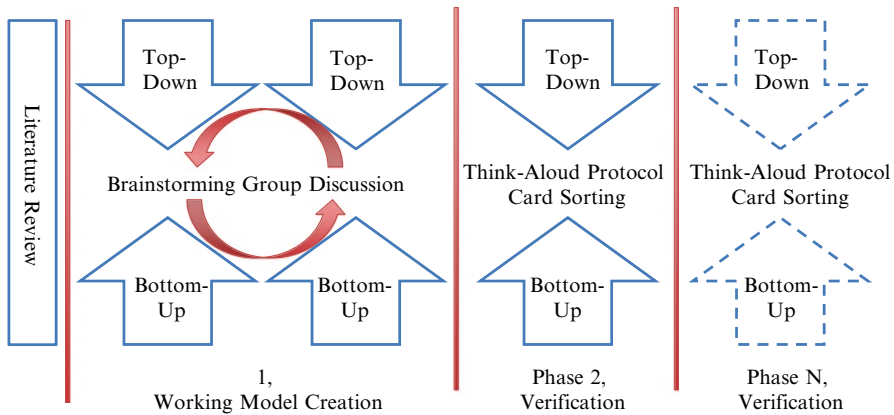 Literature Review
Top-
Down
Top-
Down
Brainstorming Group Discussion
Bottom-
Up
Bottom-
Up
1,
Working Model Creation
Top-
Down
Think-Aloud Protocol
Card Sorting
Bottom-
Up
Phase 2,
Verification
Top-
Down
Think-Aloud Protocol
Card Sorting
Bottom-
Up
Phase N,
Verification